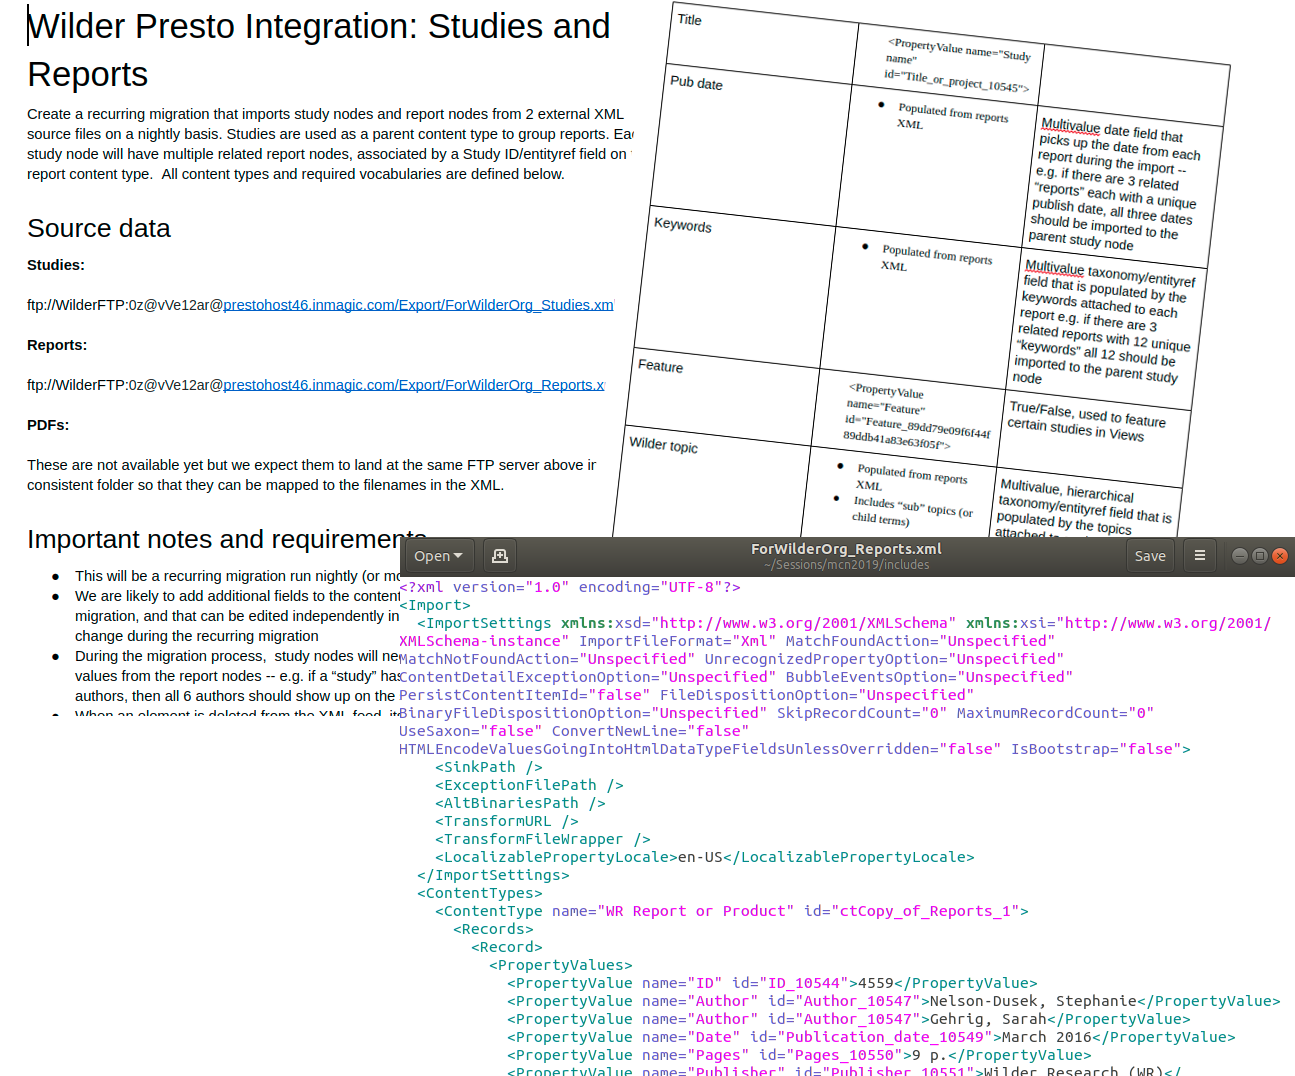 Wilder Presto Integration: Studies and
Reports
Create a recurring migration that imports study nodes and report nodes from 2 external XML
source files on a nightly basis. Studies are used as a parent content type to group reports.
study node will have multiple related report nodes, associated by a Study ID/entityref field on
report content type.  All content types and required vocabularies are defined below.
Source data
Studies:
ftp://WilderFTP:0z@vVe12ar@prestohost46.inmagic.com/Export/ForWilderOrg_Studies.xml
Reports:
ftp://WilderFTP:0z@vVe12ar@prestohost46.inmagic.com/Export/ForWilderOrg_Reports.x
PDFs:
These are not available yet but we expect them to land at the same FTP server above in
consistent folder so that they can be mapped to the filenames in the XML.
Important notes and requirements
● This will be a recurring migration run nightly (or mo
● We are likely to add additional fields to the content
migration, and that can be edited independently in
change during the recurring migration
● During the migration process,  study nodes will nee
values from the report nodes -- e.g. if a “study” has
authors, then all 6 authors should show up on the
● When an element is deleted from the XML feed,
Title
<PropertyValue name="Study
name"
id="Title_or_project_10545">
Pub date
● Populated from reports
XML
Multivalue date field that
picks up the date from each
report during the import --
e.g. if there are 3 related
“reports” each with a unique
publish date, all three dates
should be imported to the
parent study node
Keywords
● Populated from reports
XML
Multivalue taxonomy/entityref
field that is populated by the
keywords attached to each
report e.g. if there are 3
related reports with 12 unique
“keywords” all 12 should be
imported to the parent study
node
Feature
<PropertyValue
name="Feature"
id="Feature_89dd79e09f6f44f
89ddb41a83e63f05f">
True/False, used to feature
certain studies in Views
Wilder topic
● Populated from reports
XML
● Includes “sub” topics (or
child terms)
Multivalue, hierarchical
taxonomy/entityref field that is
populated by the topics
attached
Open
ForWilderOrg_Reports.xml
~/Sessions/mcn2019/includes
Save
<?xml version="1.0" encoding="UTF-8"?>
<Import>
<ImportSettings xmlns:xsd="http://www.w3.org/2001/XMLSchema" xmlns:xsi="http://www.w3.org/2001/
XMLSchema-instance" ImportFileFormat="Xml" MatchFoundAction="Unspecified"
MatchNotFoundAction="Unspecified" UnrecognizedPropertyOption="Unspecified"
ContentDetailExceptionOption="Unspecified" BubbleEventsOption="Unspecified"
PersistContentItemId="false" FileDispositionOption="Unspecified"
BinaryFileDispositionOption="Unspecified" SkipRecordCount="0" MaximumRecordCount="0"
UseSaxon="false" ConvertNewLine="false"
HTMLEncodeValuesGoingIntoHtmlDataTypeFieldsUnlessOverridden="false" IsBootstrap="false">
<SinkPath />
<ExceptionFilePath />
<AltBinariesPath />
<TransformURL />
<TransformFileWrapper />
<LocalizablePropertyLocale>en-US</LocalizablePropertyLocale>
</ImportSettings>
<ContentTypes>
<ContentType name="WR Report or Product" id="ctCopy_of_Reports_1">
<Records>
<Record>
<PropertyValues>
<PropertyValue name="ID" id="ID_10544">4559</PropertyValue>
<PropertyValue name="Author" id="Author_10547">Nelson-Dusek, Stephanie</PropertyValue>
<PropertyValue name="Author" id="Author_10547">Gehrig, Sarah</PropertyValue>
<PropertyValue name="Date" id="Publication_date_10549">March 2016</PropertyValue>
<PropertyValue name="Pages" id="Pages_10550">9 p.</PropertyValue>
<PropertyValue name="Publisher" id="Publisher_10551">Wilder Research (WR)</